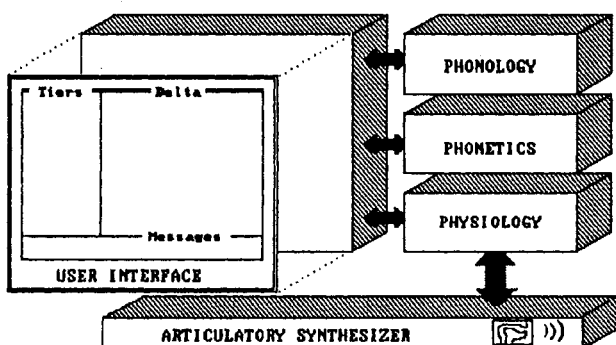 Tiers Delta
Messages
USER INTERFACE
PHONOLOGY
PHONETICS
PHYSIOLOGY
ARTICULATORY SYNTHESIZER